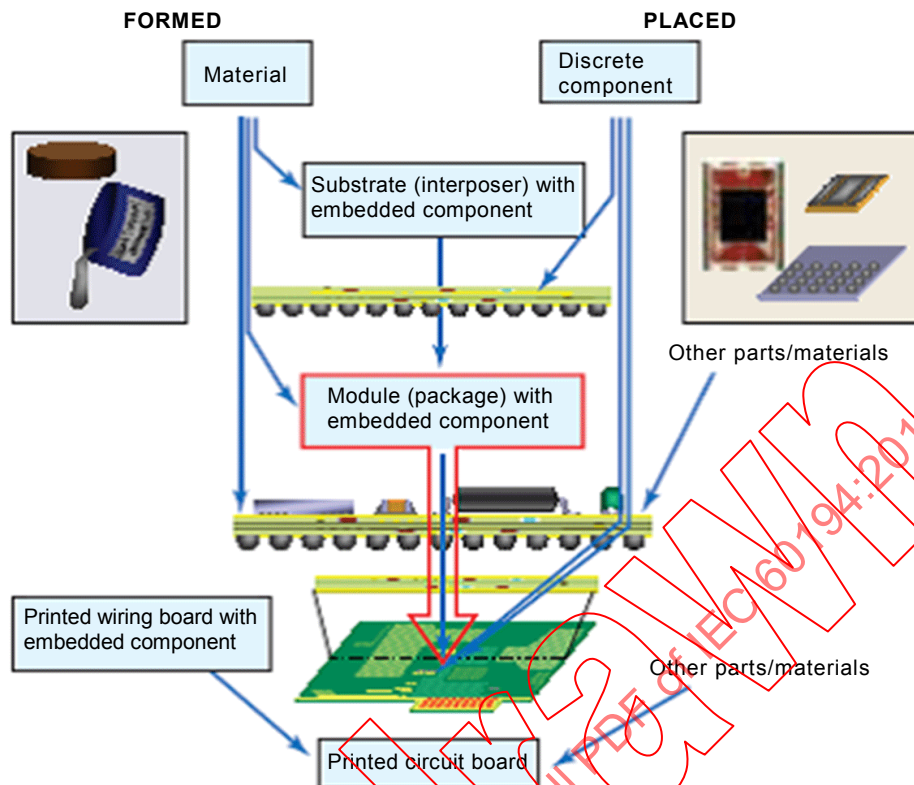 FORMED
PLACED
Material
Discrete
component
Substrate (interposer) with
embedded component
Other parts/materials
Module (package) with
embedded component
Printed wiring board with
embedded component
Other parts/materials
Printed circuit board
PDF of IEC 60194:201